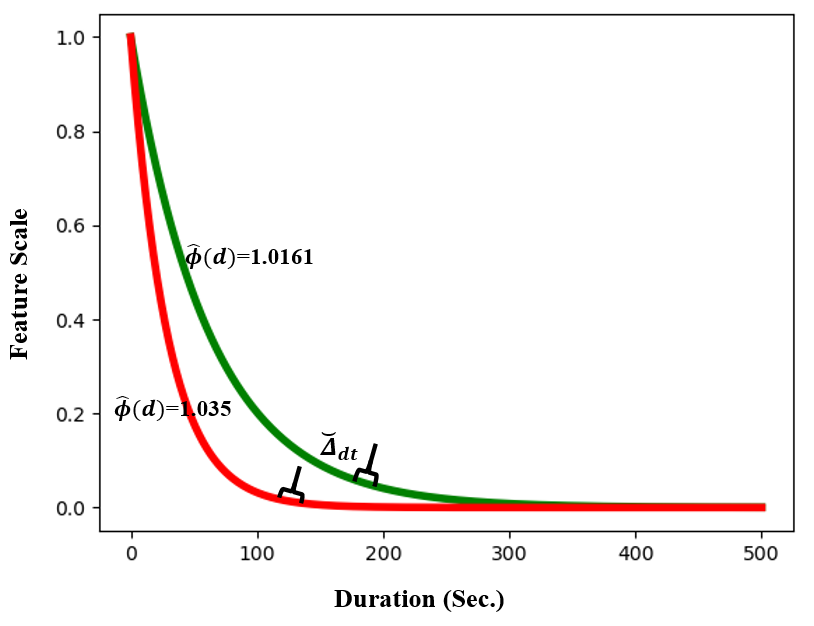 1.0
0.8
0.6
0.4
0.2
0.0
Feature Scale
ϕ̂(d)=1.0161
ϕ̂(d)=1.035
Δ̆dt
0 100 200 300 400 500
Duration (Sec.)